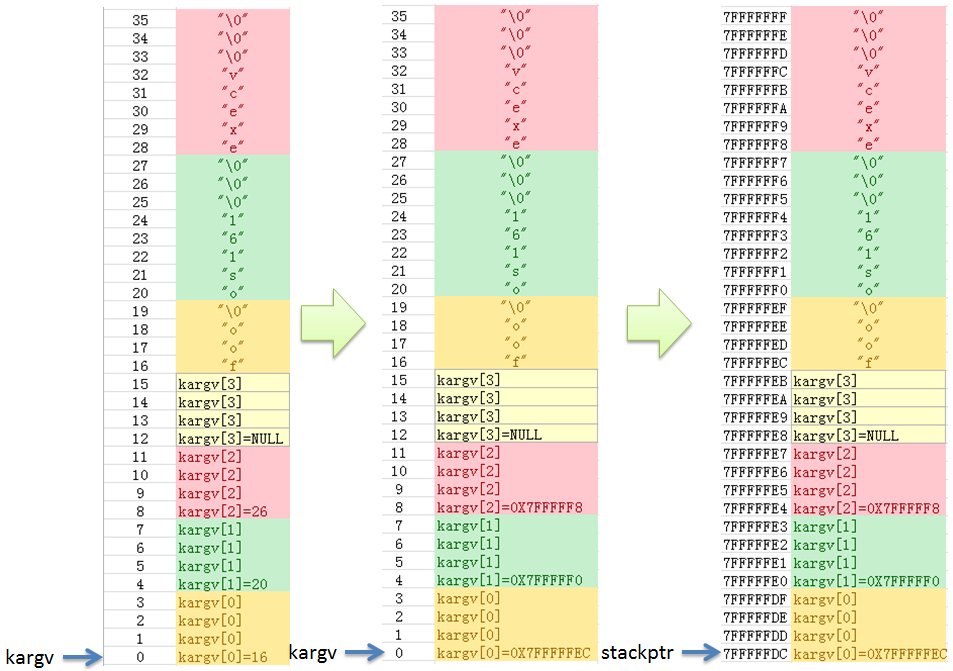 35 "\0"
34 "\0"
33 "\0"
32 "v"
31 "c"
30 "e"
29 "x"
28 "e"
27 "\0"
26 "\0"
25 "\0"
24 "1"
23 "6"
22 "1"
21 "s"
20 "o"
19 "\0"
18 "o"
17 "o"
16 "f"
15 kargv[3]
14 kargv[3]
13 kargv[3]
12 kargv[3]=NULL
11 kargv[2]
10 kargv[2]
9 kargv[2]
8 kargv[2]=26
7 kargv[1]
6 kargv[1]
5 kargv[1]
4 kargv[1]=20
3 kargv[0]
2 kargv[0]
1 kargv[0]
kargv 0 kargv[0]=16
35 "\0"
34 "\0"
33 "\0"
32 "v"
31 "c"
30 "e"
29 "x"
28 "e"
27 "\0"
26 "\0"
25 "\0"
24 "1"
23 "6"
22 "1"
21 "s"
20 "o"
19 "\0"
18 "o"
17 "o"
16 "f"
15 kargv[3]
14 kargv[3]
13 kargv[3]
12 kargv[3]=NULL
11 kargv[2]
10 kargv[2]
9 kargv[2]
8 kargv[2]=0X7FFFFF8
7 kargv[1]
6 kargv[1]
5 kargv[1]
4 kargv[1]=0X7FFFFF0
3 kargv[0]
2 kargv[0]
1 kargv[0]
kargv 0 kargv[0]=0X7FFFFFEC
7FFFFFFF "\0"
7FFFFFFE "\0"
7FFFFFFD "\0"
7FFFFFFC "v"
7FFFFFFB "c"
7FFFFFFA "e"
7FFFFFF9 "x"
7FFFFFF8 "e"
7FFFFFF7 "\0"
7FFFFFF6 "\0"
7FFFFFF5 "\0"
7FFFFFF4 "1"
7FFFFFF3 "6"
7FFFFFF2 "1"
7FFFFFF1 "s"
7FFFFFF0 "o"
7FFFFFEF "\0"
7FFFFFEE "o"
7FFFFFED "o"
7FFFFFEC "f"
7FFFFFEB kargv[3]
7FFFFFEA kargv[3]
7FFFFFE9 kargv[3]
7FFFFFE8 kargv[3]=NULL
7FFFFFE7 kargv[2]
7FFFFFE6 kargv[2]
7FFFFFE5 kargv[2]
7FFFFFE4 kargv[2]=0X7FFFFF8
7FFFFFE3 kargv[1]
7FFFFFE2 kargv[1]
7FFFFFE1 kargv[1]
7FFFFFE0 kargv[1]=0X7FFFFF0
7FFFFFDF kargv[0]
7FFFFFDE kargv[0]
7FFFFFDD kargv[0]
stackptr 7FFFFFDC kargv[0]=0X7FFFFFEC